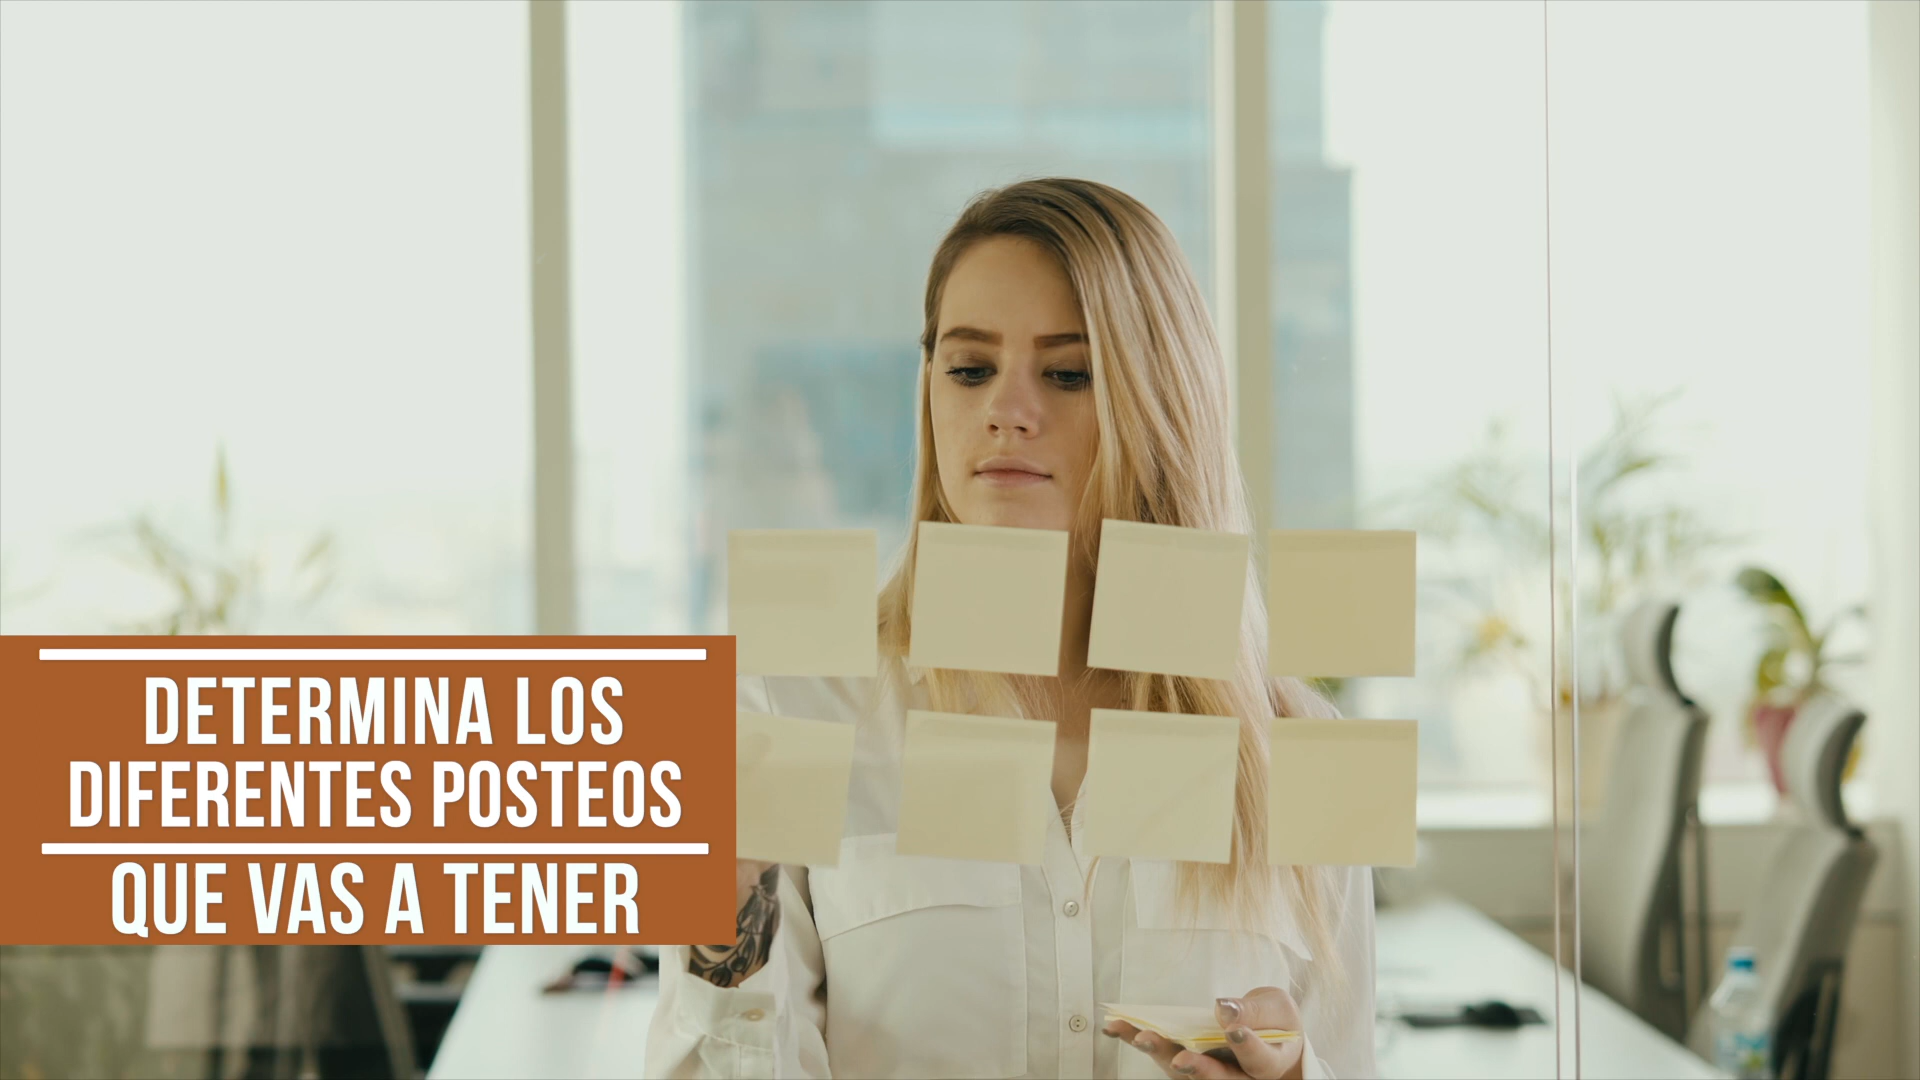 DETERMINA LOS
DIFERENTES POSTEOS
QUE VAS A TENER